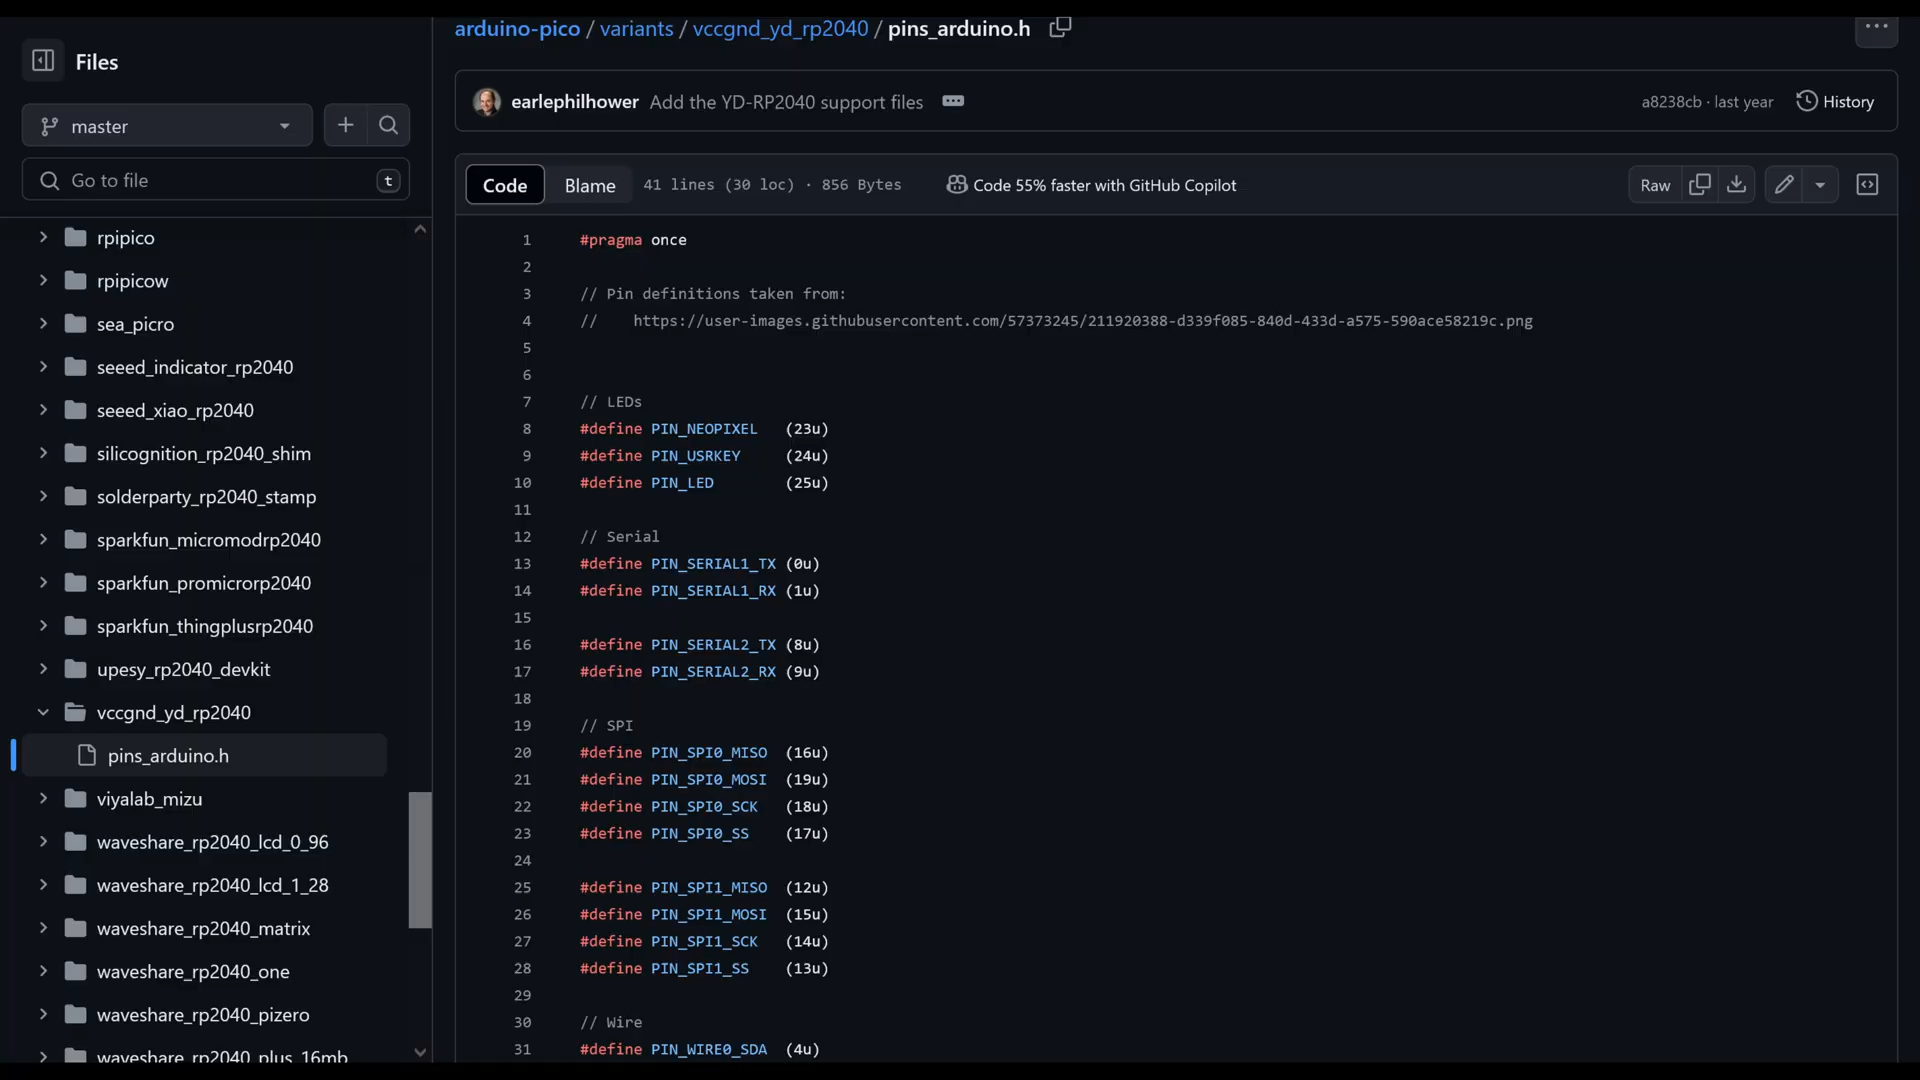 arduino-pico / variants / vccgnd_yd_rp2040 / pins_arduino.h
Files
master
Go to file
t
rpipico
rpipicow
sea_picro
seeed_indicator_rp2040
seeed_xiao_rp2040
silicognition_rp2040_shim
solderparty_rp2040_stamp
sparkfun_micromodrp2040
sparkfun_promicrorp2040
sparkfun_thingplusrp2040
upesy_rp2040_devkit
vccgnd_yd_rp2040
pins_arduino.h
viyalab_mizu
waveshare_rp2040_lcd_0_96
waveshare_rp2040_lcd_1_28
waveshare_rp2040_matrix
waveshare_rp2040_one
waveshare_rp2040_pizero
waveshare_rp2040_plus_16mb
earlephilhower Add the YD-RP2040 support files
a8238cb · last year
History
Code
Blame
41 lines (30 loc) · 856 Bytes
Code 55% faster with GitHub Copilot
Raw
1 #pragma once
2
3 // Pin definitions taken from:
4 // https://user-images.githubusercontent.com/57373245/211920388-d339f085-840d-433d-a575-590ace58219c.png
5
6
7 // LEDs
8 #define PIN_NEOPIXEL (23u)
9 #define PIN_USRKEY (24u)
10 #define PIN_LED (25u)
11
12 // Serial
13 #define PIN_SERIAL1_TX (0u)
14 #define PIN_SERIAL1_RX (1u)
15
16 #define PIN_SERIAL2_TX (8u)
17 #define PIN_SERIAL2_RX (9u)
18
19 // SPI
20 #define PIN_SPI0_MISO (16u)
21 #define PIN_SPI0_MOSI (19u)
22 #define PIN_SPI0_SCK (18u)
23 #define PIN_SPI0_SS (17u)
24
25 #define PIN_SPI1_MISO (12u)
26 #define PIN_SPI1_MOSI (15u)
27 #define PIN_SPI1_SCK (14u)
28 #define PIN_SPI1_SS (13u)
29
30 // Wire
31 #define PIN_WIRE0_SDA (4u)